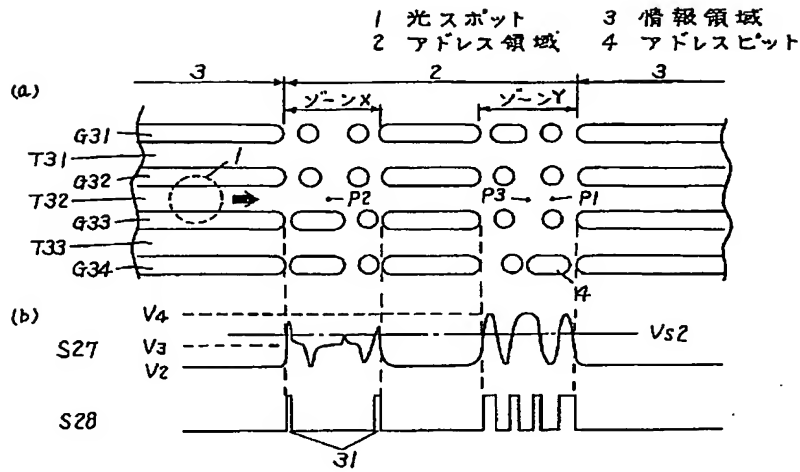 1 光スポット 3 情報領域
2 アドレス領域 4 アドレスピット
3 2 3
(a)
ゾーンX ゾーンY
G31
T31 1
G32
T32 P2 P3 P1
G33
T33
G34
4
(b)
V4
S27 V3 VS2
V2
S28
31